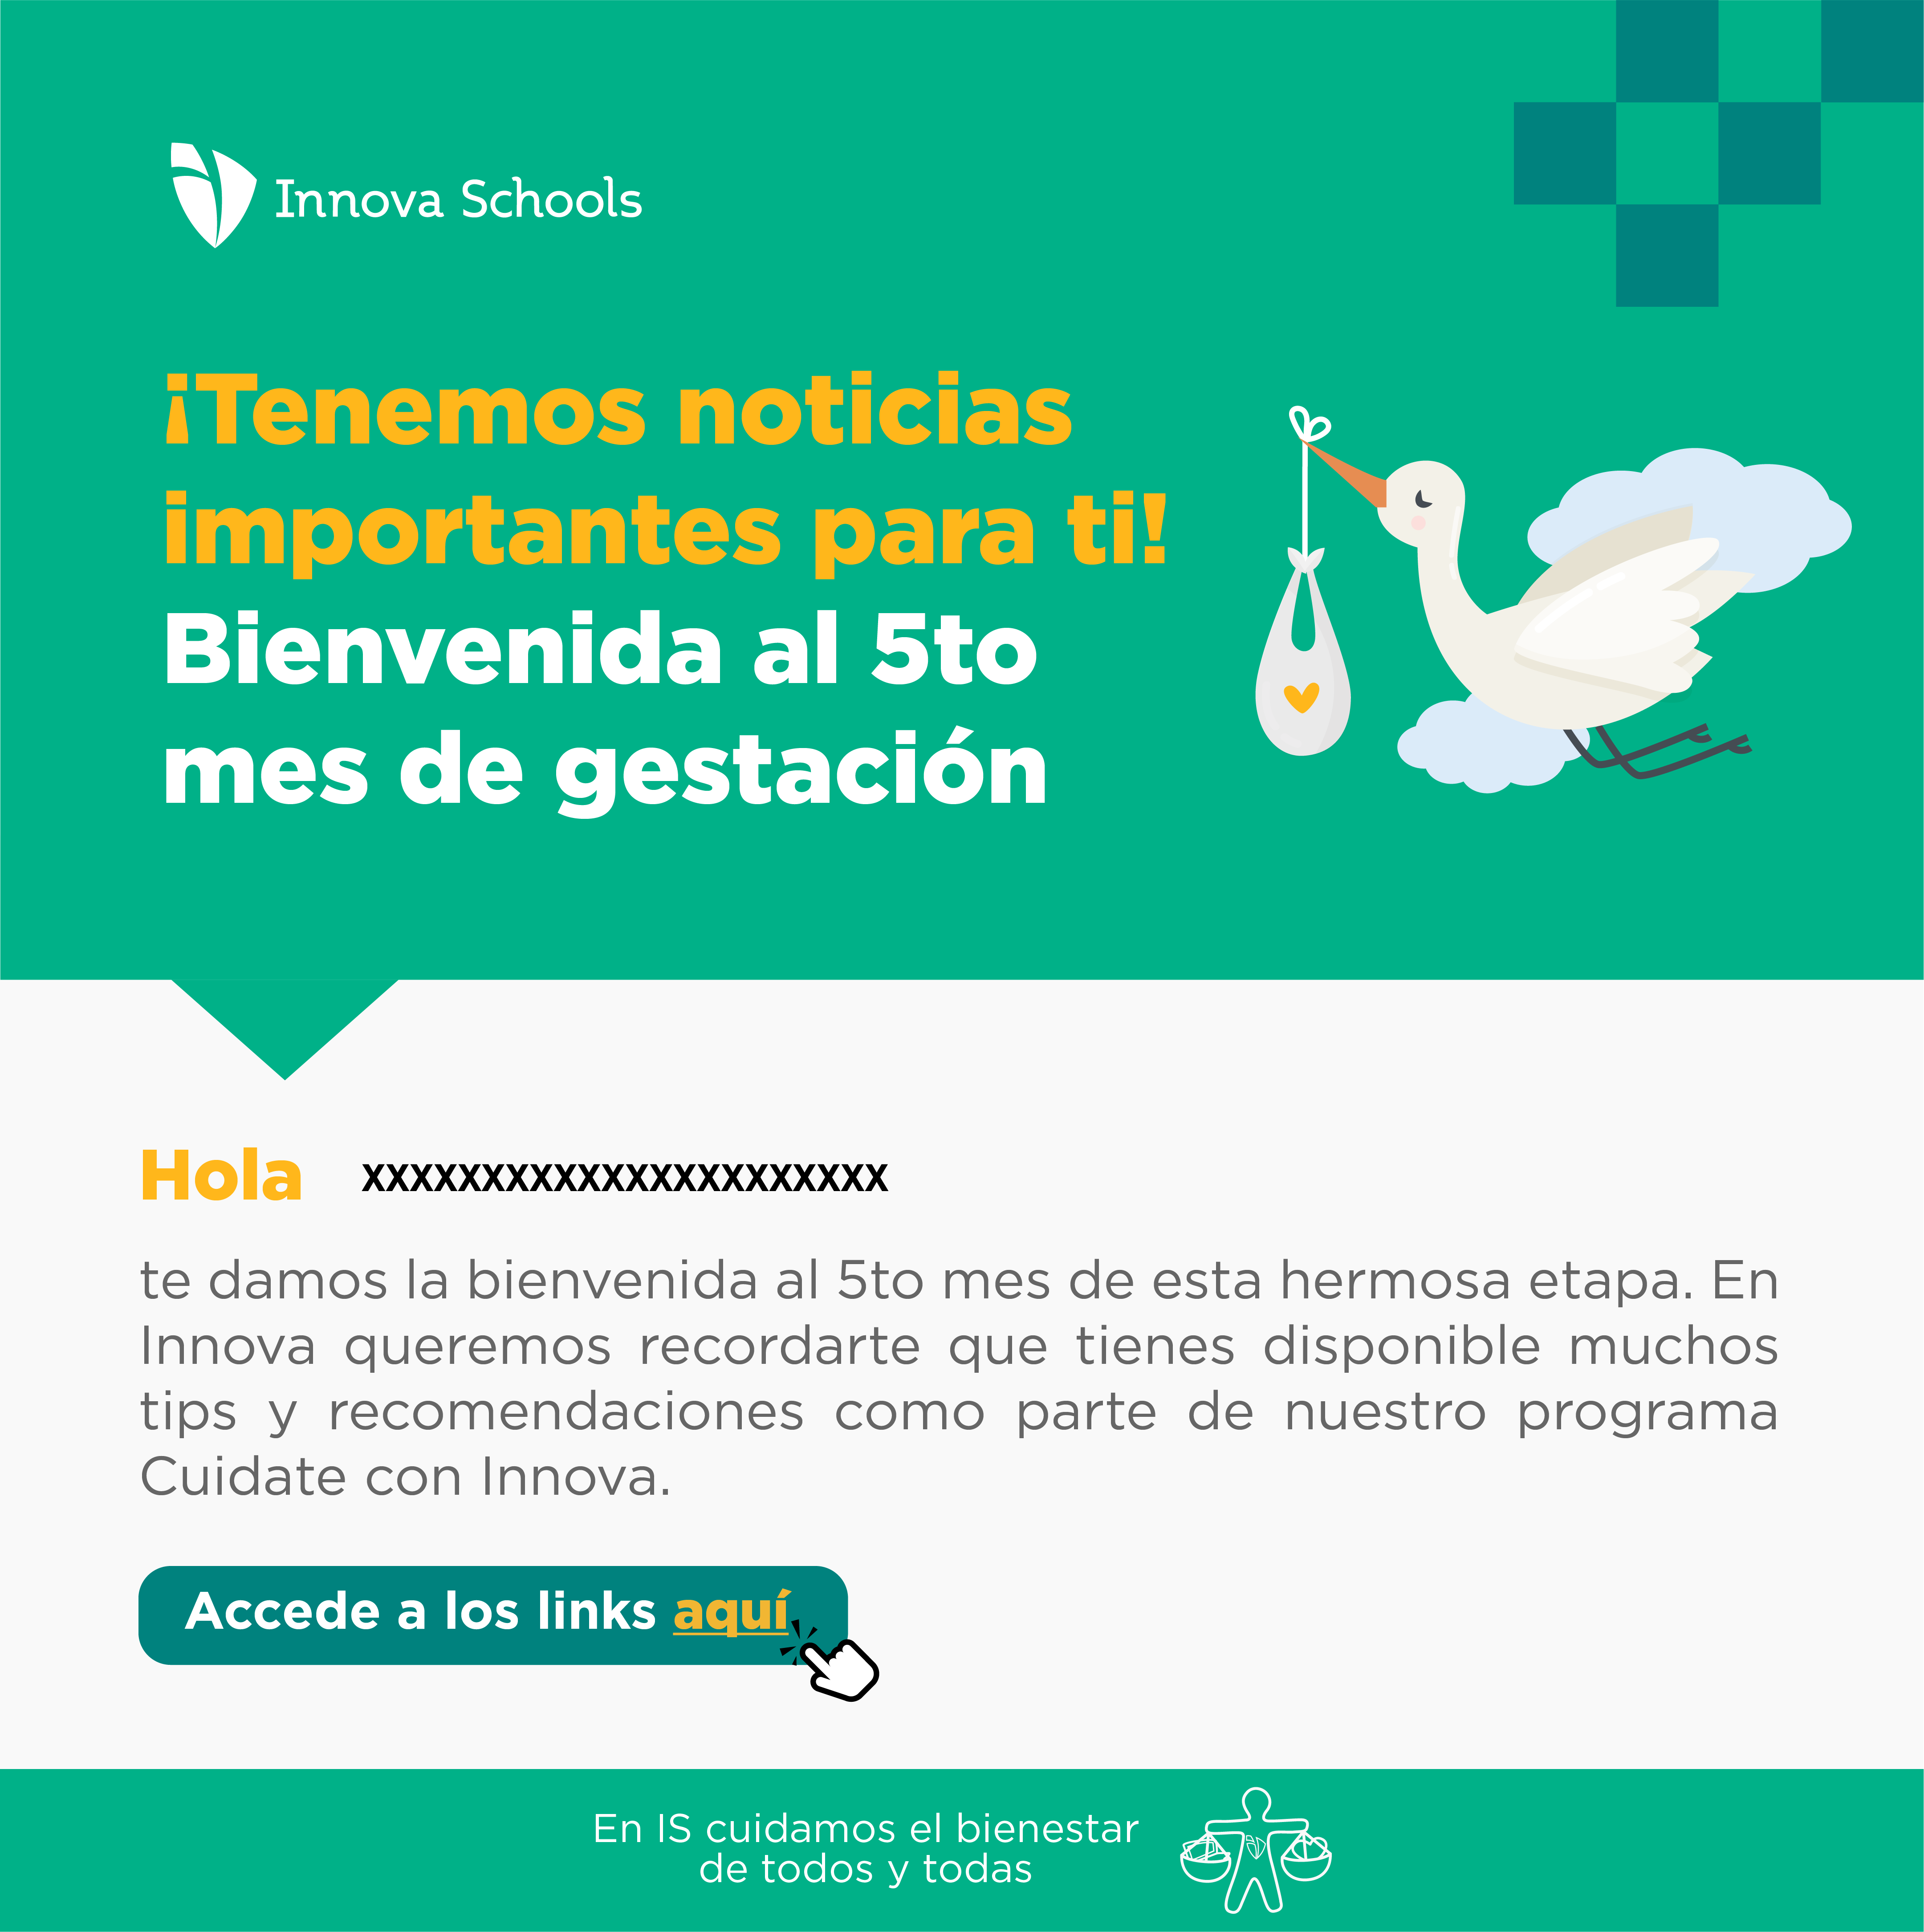 Innova Schools
¡Tenemos noticias
importantes para ti!
Bienvenida al 5to
mes de gestación
Hola xxxxxxxxxxxxxxxxxxxxxx
te damos la bienvenida al 5to mes de esta hermosa etapa. En
Innova queremos recordarte que tienes disponible muchos
tips y recomendaciones como parte de nuestro programa
Cuidate con Innova.
Accede a los links aquí
En IS cuidamos el bienestar
de todos y todas